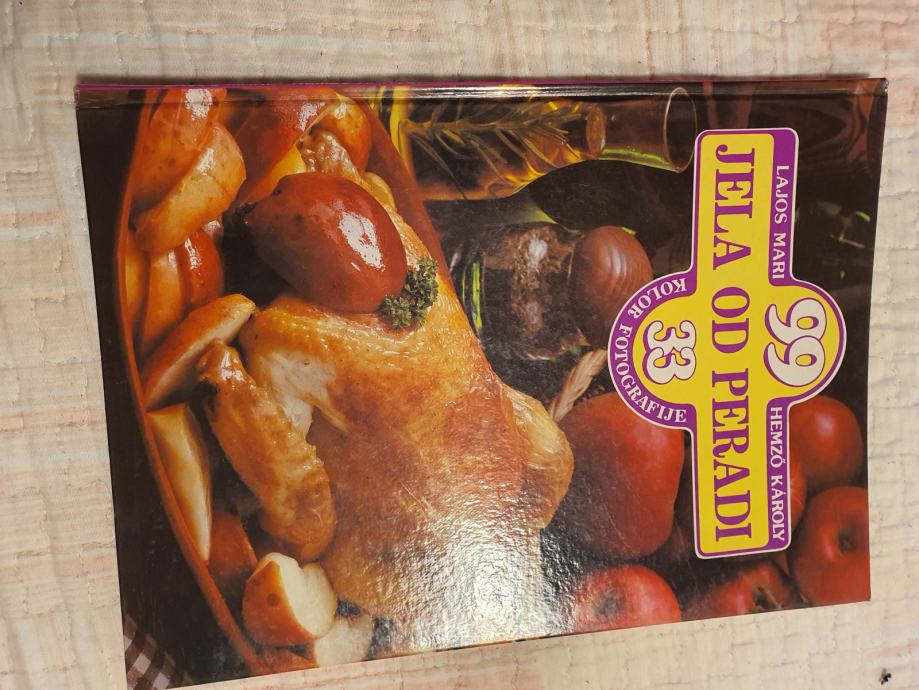 LAJOS MARI 99 HEMZŐ KÁROLY
JELA OD PERADI
33
KOLOR FOTOGRAFIJE